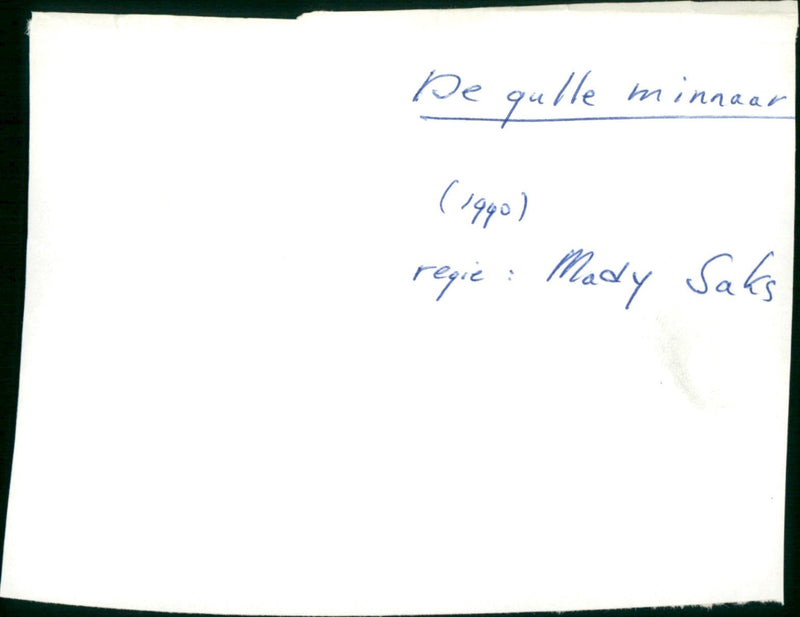 De gulle minnaar
(1990)
regie: Mady Saks